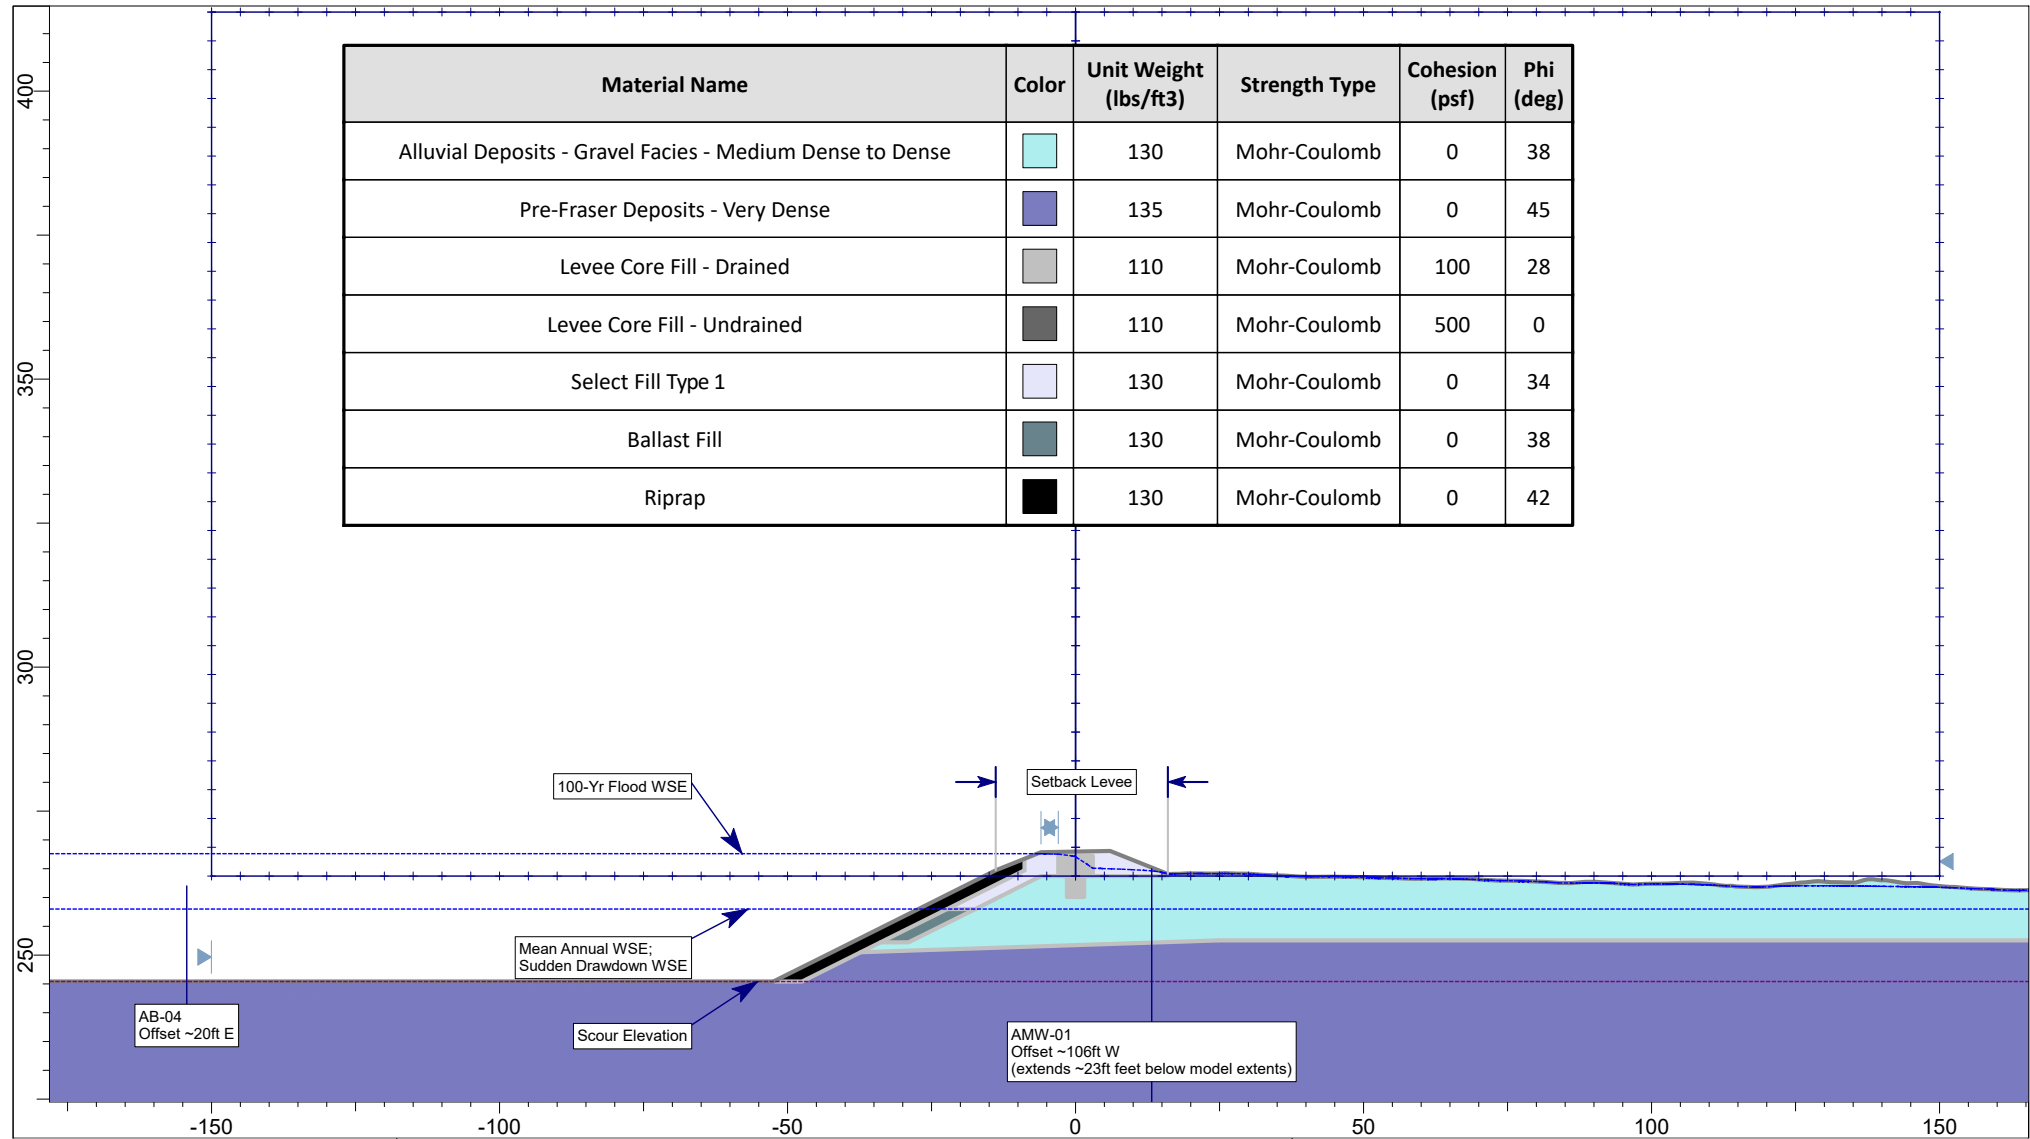 Material Name Color Unit Weight (lbs/ft3) Strength Type Cohesion (psf) Phi (deg)
Alluvial Deposits - Gravel Facies - Medium Dense to Dense 130 Mohr-Coulomb 0 38
Pre-Fraser Deposits - Very Dense 135 Mohr-Coulomb 0 45
Levee Core Fill - Drained 110 Mohr-Coulomb 100 28
Levee Core Fill - Undrained 110 Mohr-Coulomb 500 0
Select Fill Type 1 130 Mohr-Coulomb 0 34
Ballast Fill 130 Mohr-Coulomb 0 38
Riprap 130 Mohr-Coulomb 0 42
400
350
300
250
100-Yr Flood WSE
Setback Levee
Mean Annual WSE;
Sudden Drawdown WSE
AB-04
Offset ~20ft E
Scour Elevation
AMW-01
Offset ~106ft W
(extends ~23ft feet below model extents)
-150 -100 -50 0 50 100 150